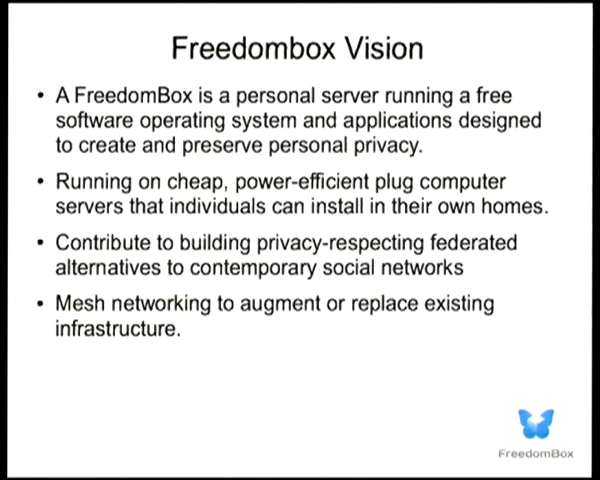 Freedombox Vision
• A FreedomBox is a personal server running a free
software operating system and applications designed
to create and preserve personal privacy.
• Running on cheap, power-efficient plug computer
servers that individuals can install in their own homes.
• Contribute to building privacy-respecting federated
alternatives to contemporary social networks
• Mesh networking to augment or replace existing
infrastructure.
FreedomBox